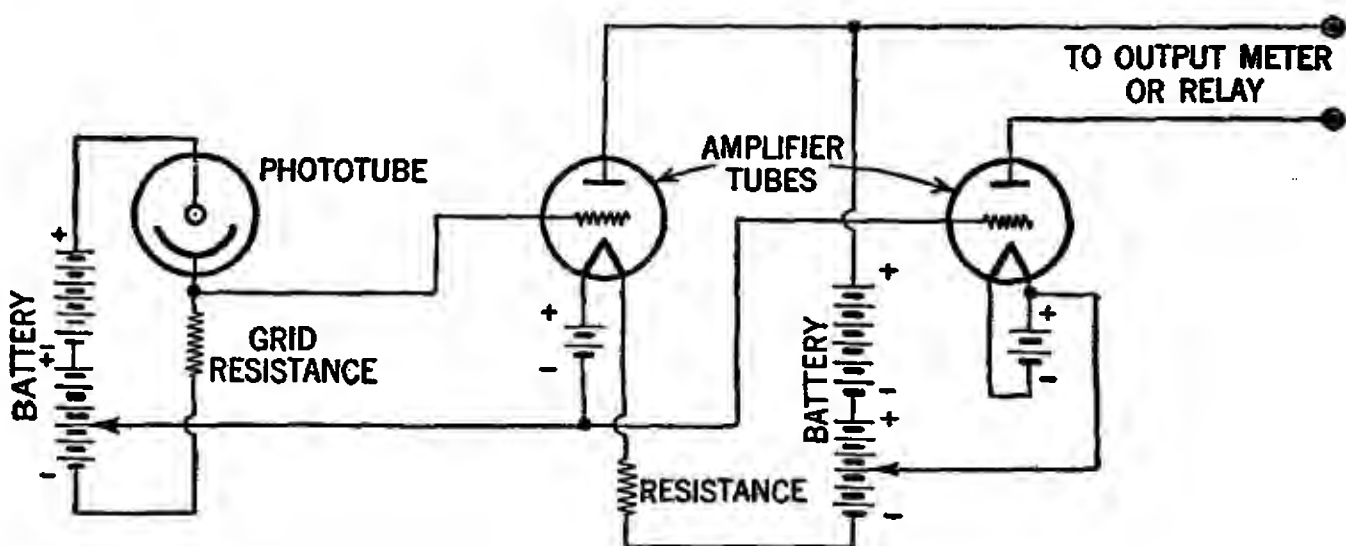 TO OUTPUT METER
OR RELAY
PHOTOTUBE
AMPLIFIER
TUBES
BATTERY
+
+
-
-
GRID
RESISTANCE
+
-
BATTERY
+
-
+
-
+
-
RESISTANCE